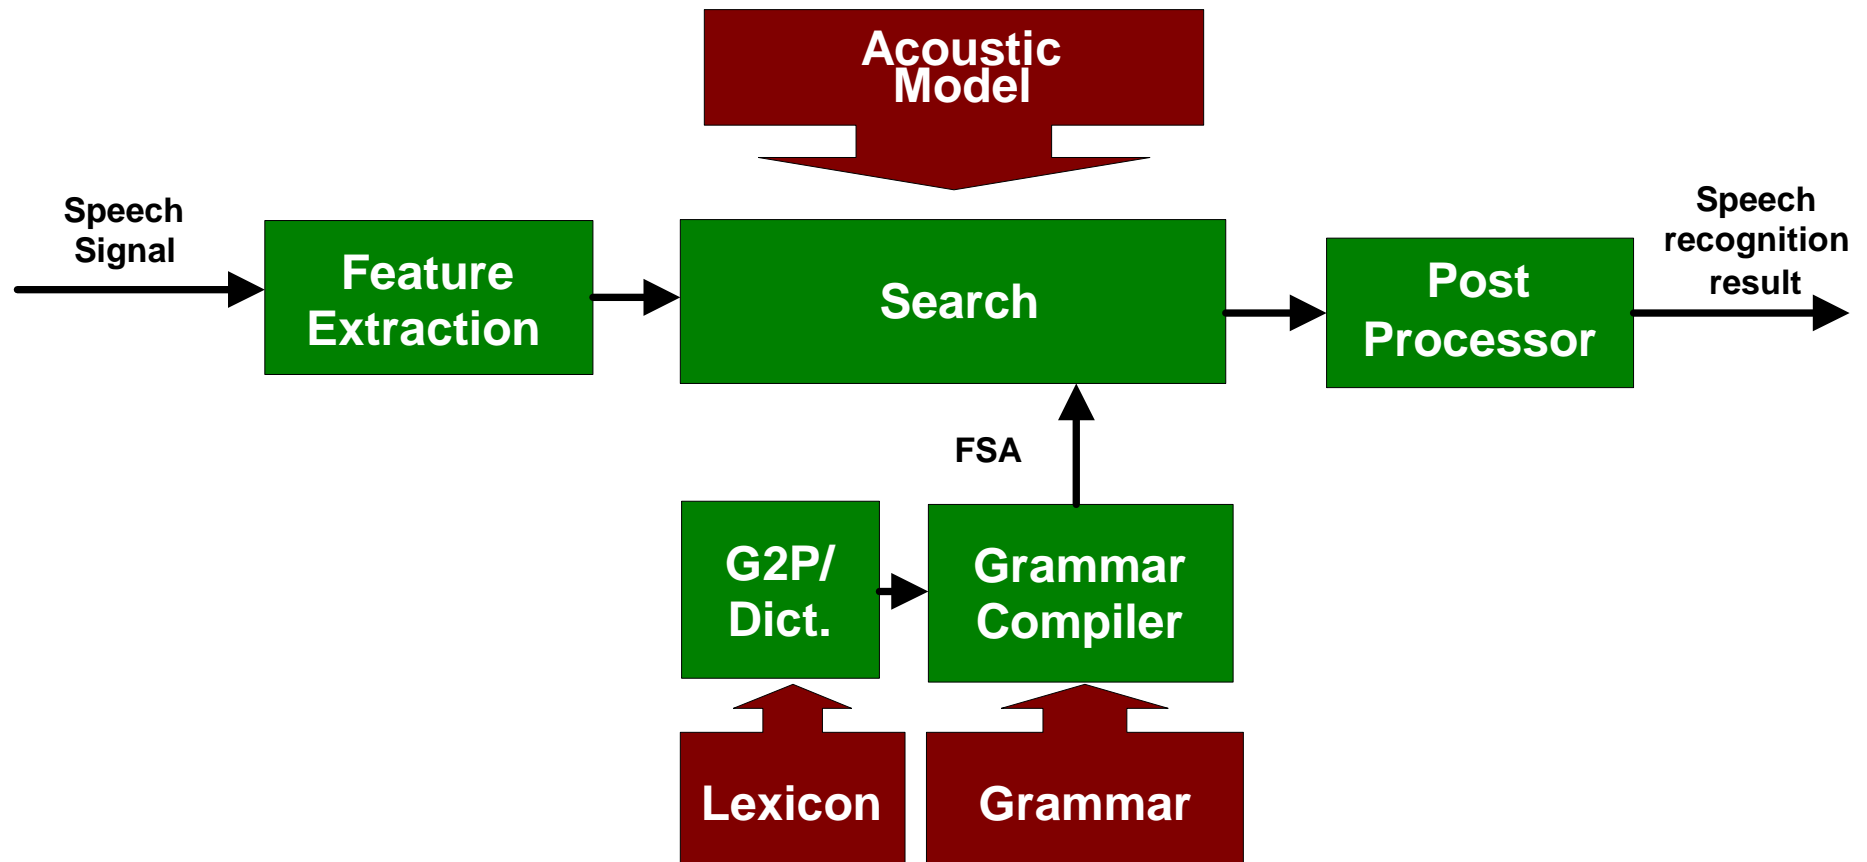 Acoustic
Model
Speech
Signal
Feature
Extraction
Search
Post
Processor
Speech
recognition
result
FSA
G2P/
Dict.
Grammar
Compiler
Lexicon
Grammar